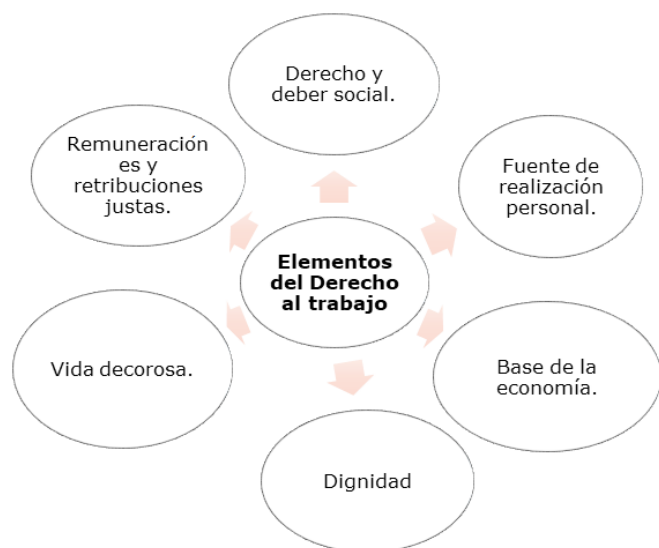 Derecho y
deber social.
Fuente de
realización
personal.
Base de la
economía.
Dignidad
Vida decorosa.
Remuneración
es y
retribuciones
justas.
Elementos
del Derecho
al trabajo